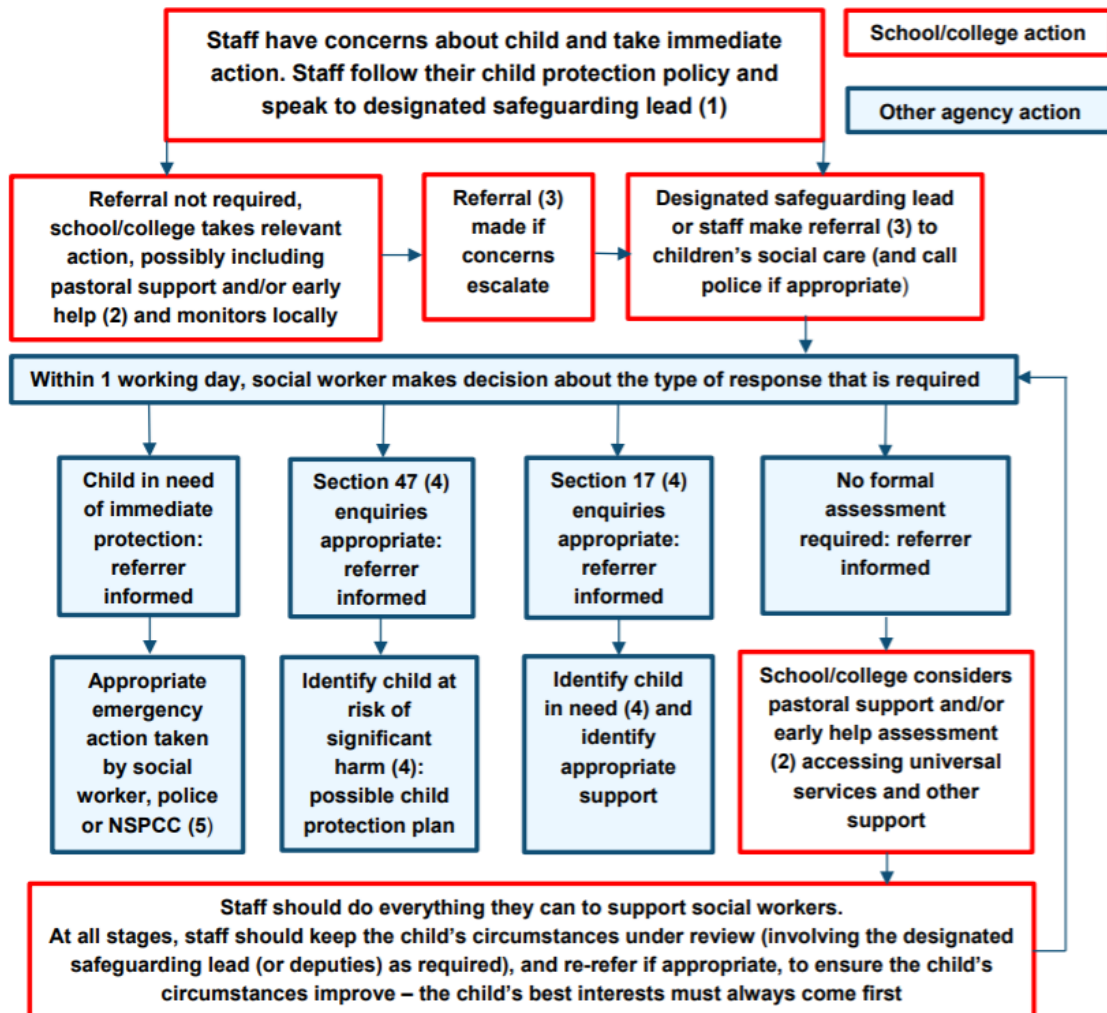 Staff have concerns about child and take immediate
action. Staff follow their child protection policy and
speak to designated safeguarding lead (1)
School/college action
Other agency action
Referral not required,
school/college takes relevant
action, possibly including
pastoral support and/or early
help (2) and monitors locally
Referral (3)
made if
concerns
escalate
Designated safeguarding lead
or staff make referral (3) to
children’s social care (and call
police if appropriate)
Within 1 working day, social worker makes decision about the type of response that is required
Child in need
of immediate
protection:
referrer
informed
Section 47 (4)
enquiries
appropriate:
referrer
informed
Section 17 (4)
enquiries
appropriate:
referrer
informed
No formal
assessment
required: referrer
informed
Appropriate
emergency
action taken
by social
worker, police
or NSPCC (5)
Identify child at
risk of
significant
harm (4):
possible child
protection plan
Identify child
in need (4) and
identify
appropriate
support
School/college considers
pastoral support and/or
early help assessment
(2) accessing universal
services and other
support
Staff should do everything they can to support social workers.
At all stages, staff should keep the child’s circumstances under review (involving the designated
safeguarding lead (or deputies) as required), and re-refer if appropriate, to ensure the child’s
circumstances improve – the child’s best interests must always come first